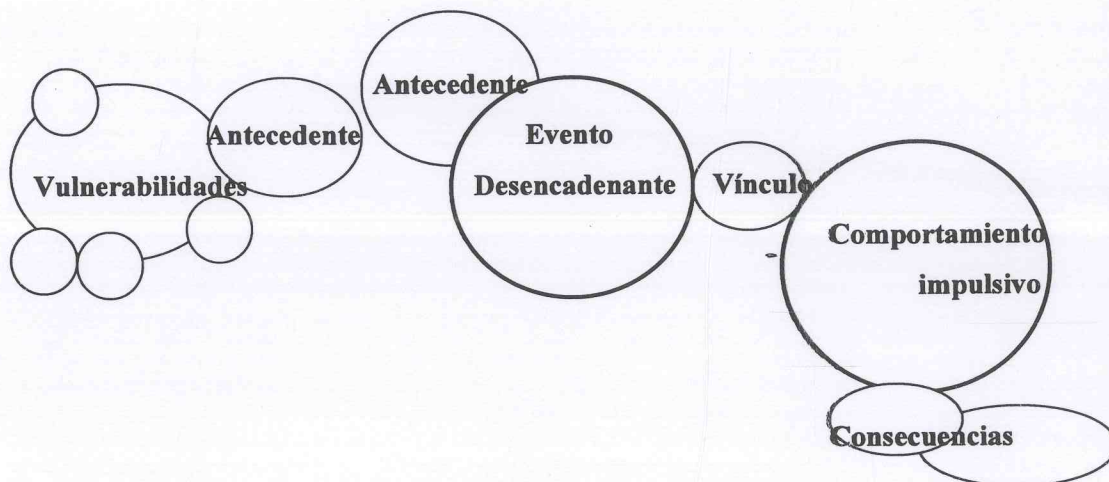 Antecedente
Antecedente
Vulnerabilidades
Evento
Desencadenante
Vínculo
Comportamiento
impulsivo
Consecuencias